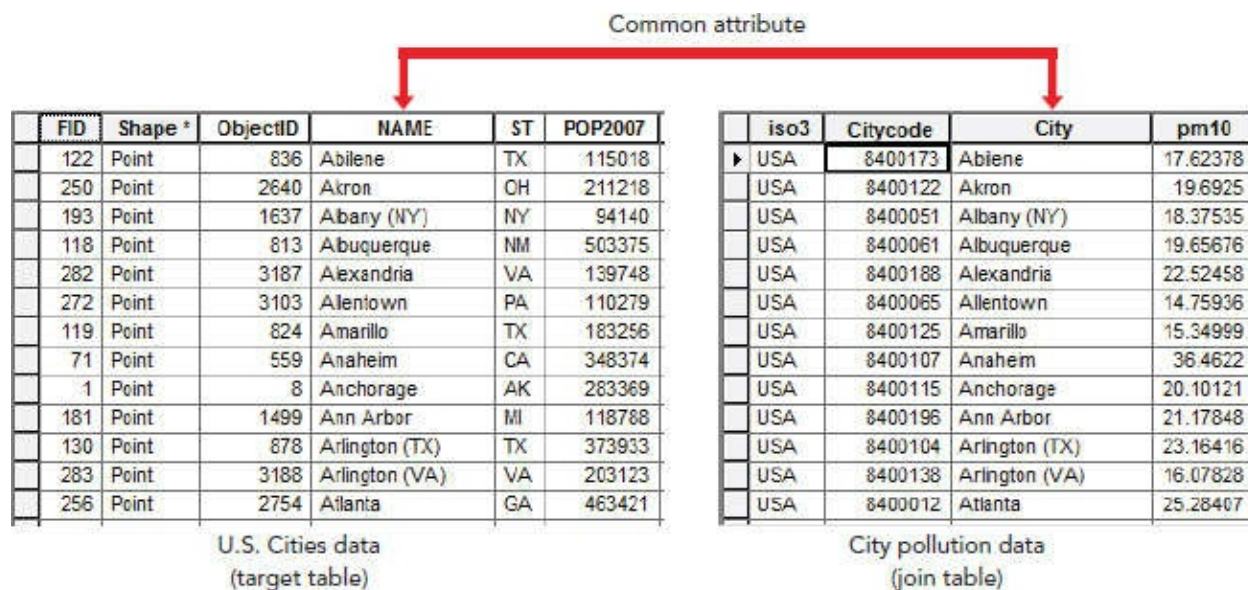 Common attribute
FID Shape * ObjectID NAME ST POP2007
122 Point 836 Abilene TX 115018
250 Point 2640 Akron OH 211218
193 Point 1637 Albany (NY) NY 94140
118 Point 813 Albuquerque NM 503375
282 Point 3187 Alexandria VA 139748
272 Point 3103 Allentown PA 110279
119 Point 824 Amarillo TX 183256
71 Point 559 Anaheim CA 348374
1 Point 8 Anchorage AK 283369
181 Point 1499 Ann Arbor MI 118788
130 Point 878 Arlington (TX) TX 373933
283 Point 3188 Arlington (VA) VA 203123
256 Point 2754 Atlanta GA 463421
U.S. Cities data
(target table)
iso3 Citycode City pm10
USA 8400173 Abilene 17.62378
USA 8400122 Akron 19.6925
USA 8400051 Albany (NY) 18.37535
USA 8400061 Albuquerque 19.65676
USA 8400188 Alexandria 22.52458
USA 8400065 Allentown 14.75936
USA 8400125 Amarillo 15.34999
USA 8400107 Anaheim 36.4622
USA 8400115 Anchorage 20.10121
USA 8400196 Ann Arbor 21.17848
USA 8400104 Arlington (TX) 23.16416
USA 8400138 Arlington (VA) 16.07828
USA 8400012 Atlanta 25.28407
City pollution data
(join table)